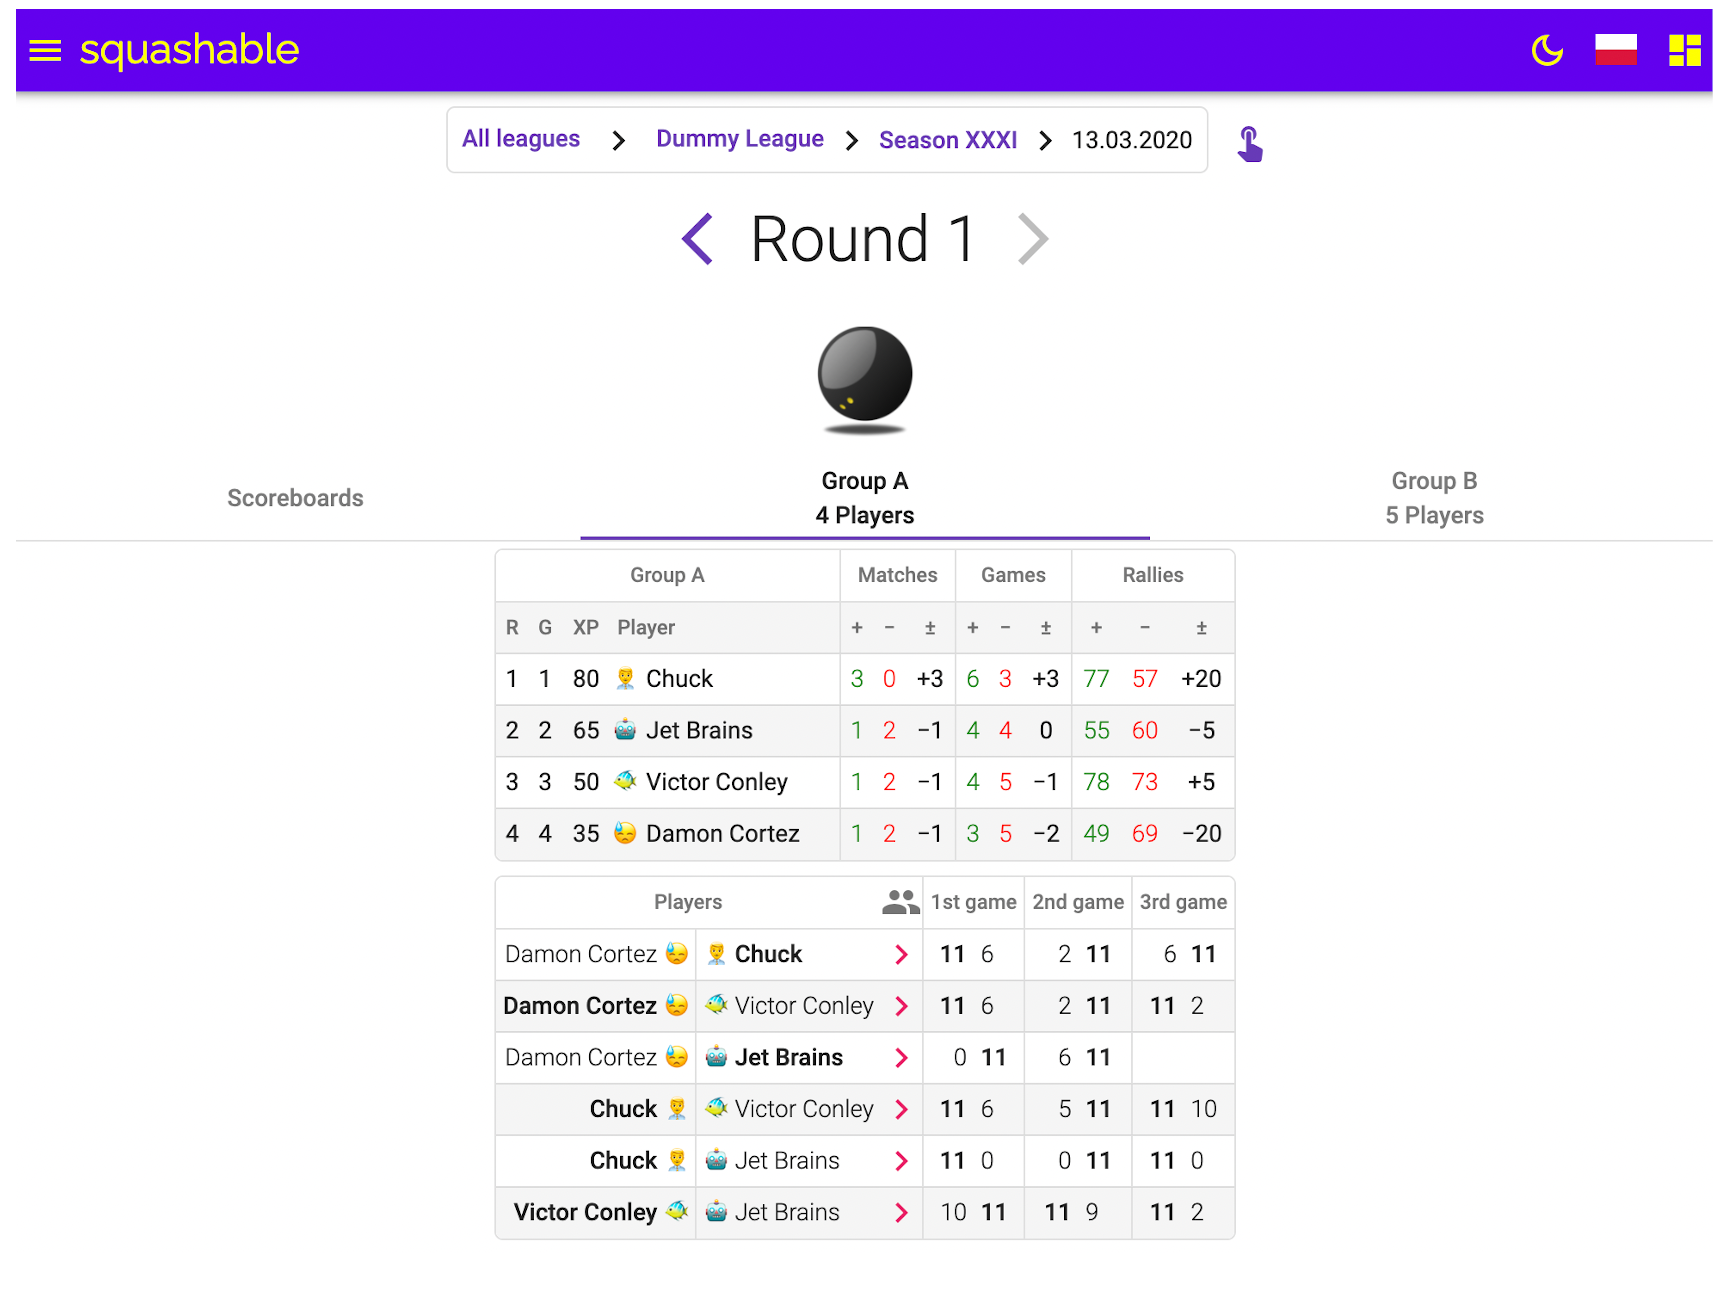 squashable
All leagues Dummy League Season XXXI 13.03.2020
Round 1
Scoreboards
Group A
4 Players
Group B
5 Players
Group A Matches Games Rallies
R G XP Player + − ± + − ± + − ±
1 1 80 Chuck 3 0 +3 6 3 +3 77 57 +20
2 2 65 Jet Brains 1 2 −1 4 4 0 55 60 −5
3 3 50 Victor Conley 1 2 −1 4 5 −1 78 73 +5
4 4 35 Damon Cortez 1 2 −1 3 5 −2 49 69 −20
Players 1st game 2nd game 3rd game
Damon Cortez Chuck 11 6 2 11 6 11
Damon Cortez Victor Conley 11 6 2 11 11 2
Damon Cortez Jet Brains 0 11 6 11
Chuck Victor Conley 11 6 5 11 11 10
Chuck Jet Brains 11 0 0 11 11 0
Victor Conley Jet Brains 10 11 11 9 11 2